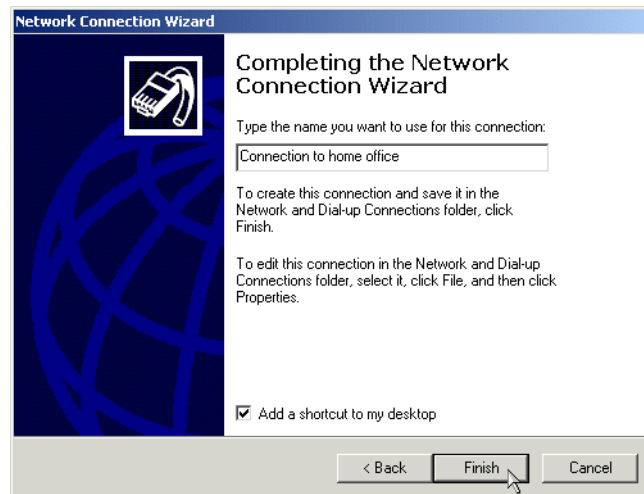 Network Connection Wizard
Completing the Network
Connection Wizard
Type the name you want to use for this connection:
Connection to home office
To create this connection and save it in the
Network and Dial-up Connections folder, click
Finish.
To edit this connection in the Network and Dial-up
Connections folder, select it, click File, and then click
Properties.
Add a shortcut to my desktop
< Back
Finish
Cancel